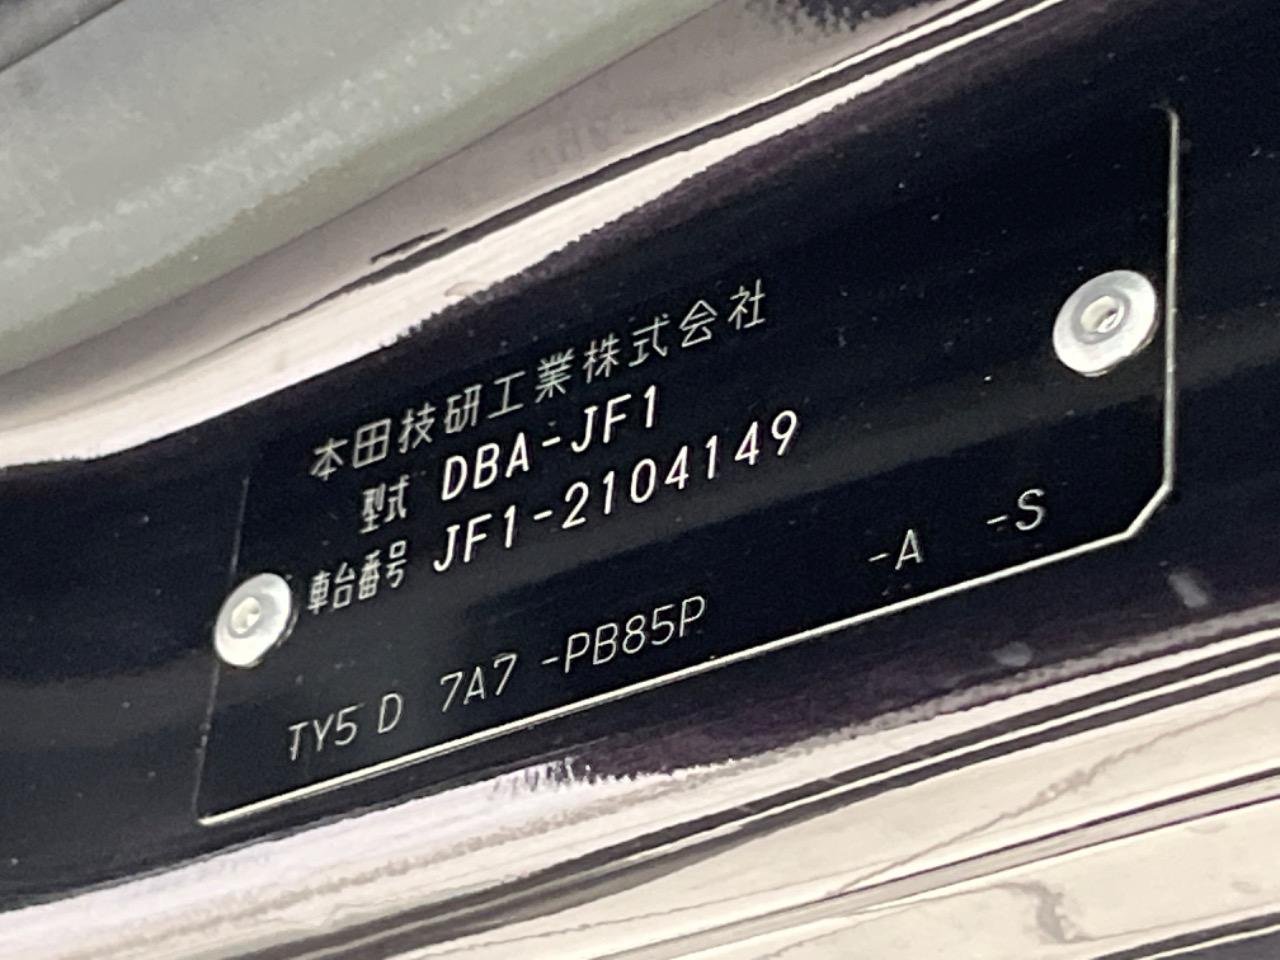 本田技研工業株式会社
型式 DBA-JF1
車台番号 JF1-2104149
TY5 D 7A7 -PB85P -A -S